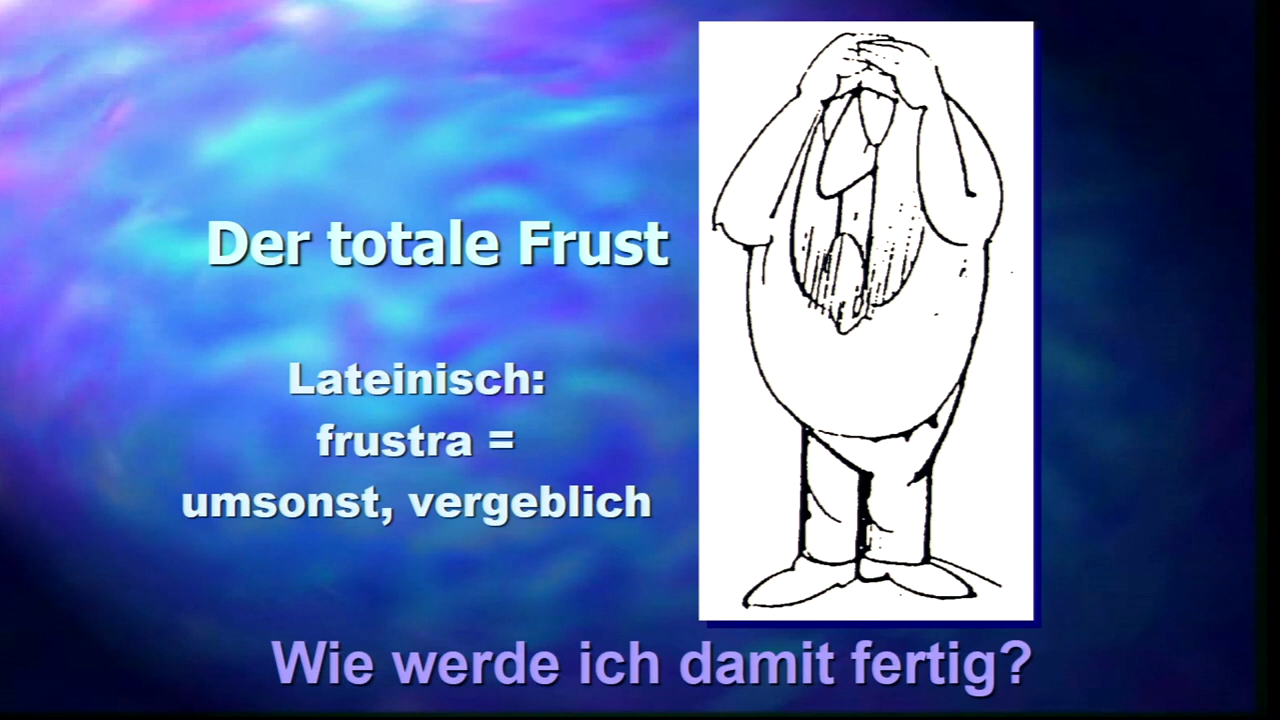 Der totale Frust
Lateinisch:
frustra =
umsonst, vergeblich
Wie werde ich damit fertig?